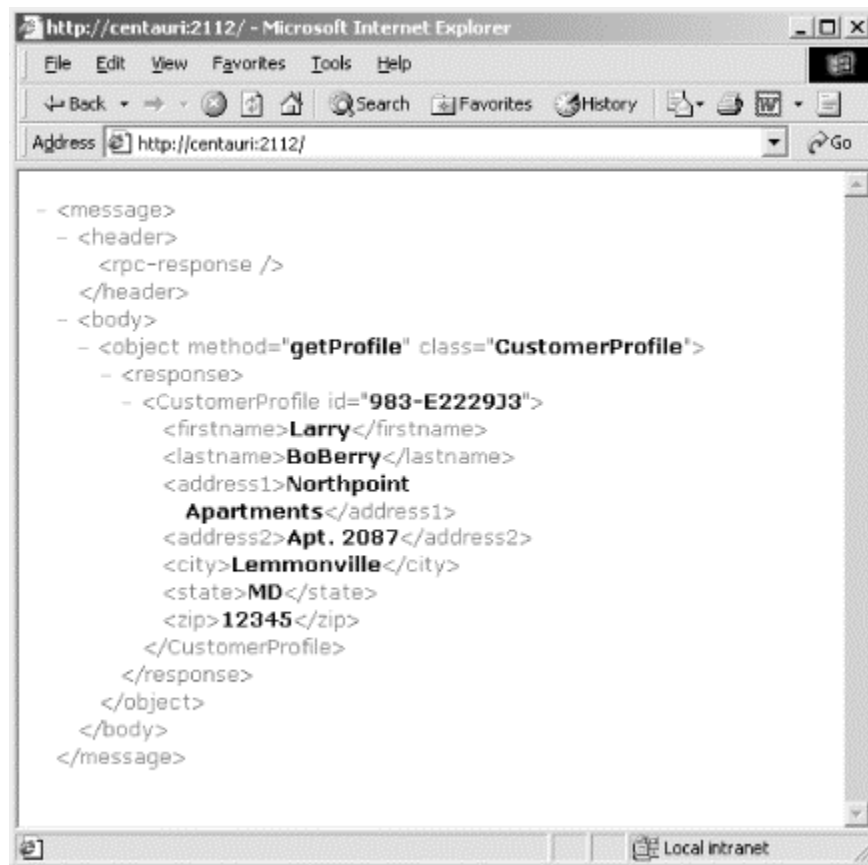 http://centauri:2112/ - Microsoft Internet Explorer
File Edit View Favorites Tools Help
Back Search Favorites History
Address http://centauri:2112/ Go
- <message>
- <header>
<rpc-response />
</header>
- <body>
- <object method="getProfile" class="CustomerProfile">
- <response>
- <CustomerProfile id="983-E2229J3">
<firstname>Larry</firstname>
<lastname>BoBerry</lastname>
<address1>Northpoint
Apartments</address1>
<address2>Apt. 2087</address2>
<city>Lemmonville</city>
<state>MD</state>
<zip>12345</zip>
</CustomerProfile>
</response>
</object>
</body>
</message>
Local intranet